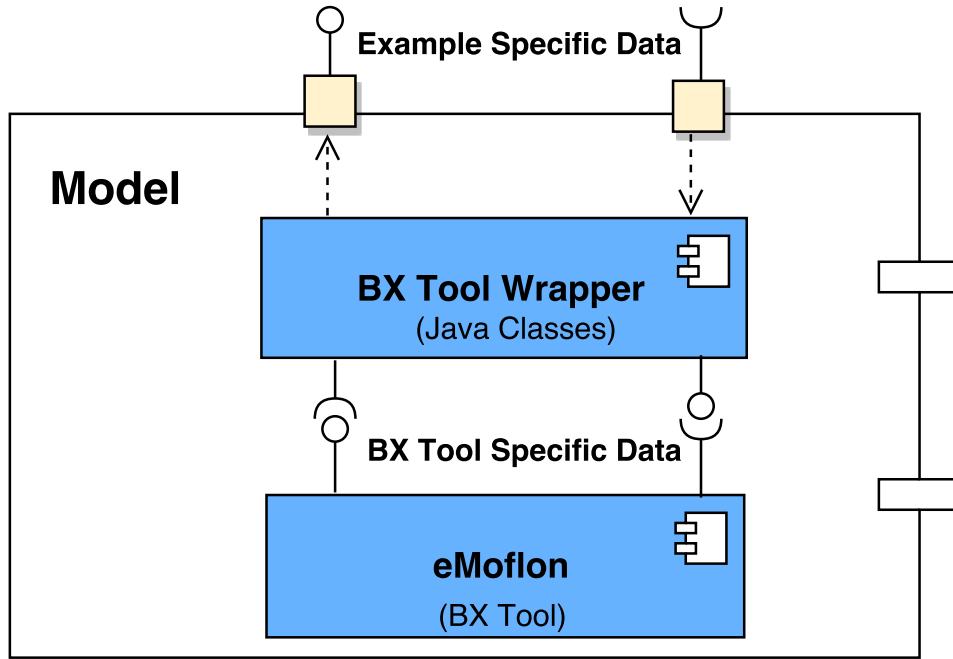 Example Specific Data
Model
BX Tool Wrapper
(Java Classes)
BX Tool Specific Data
eMoflon
(BX Tool)